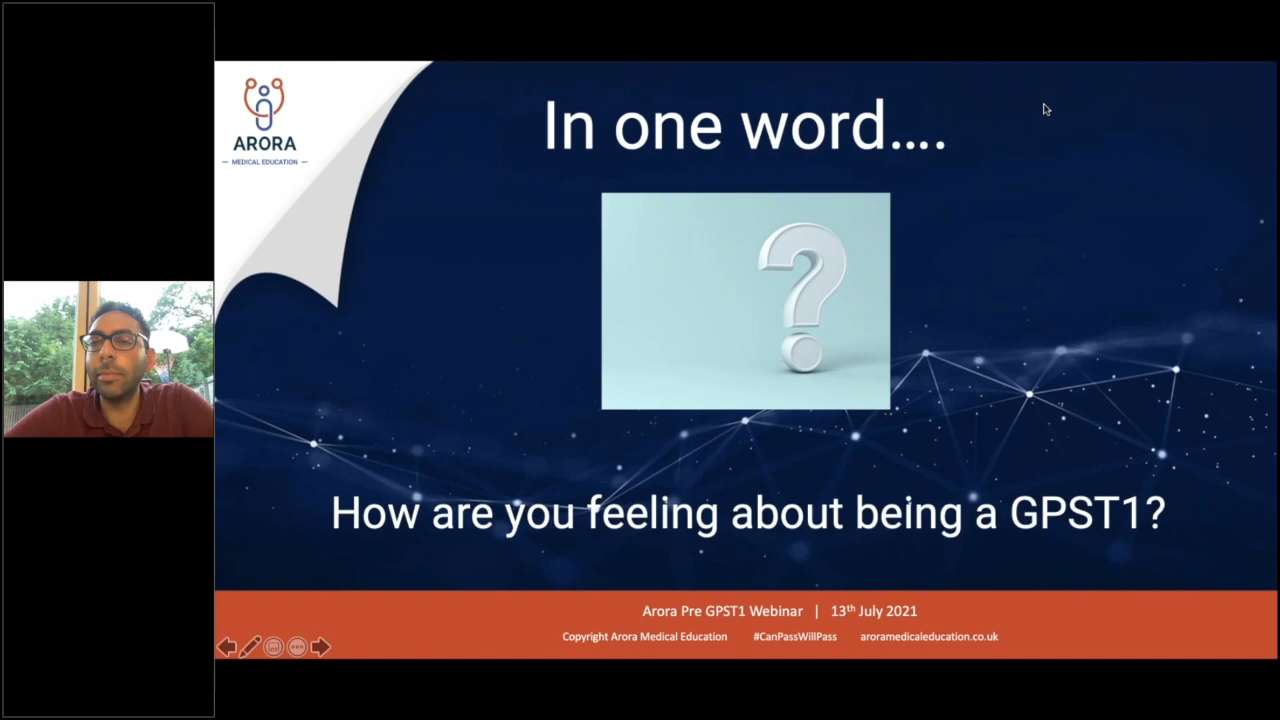 ARORA
MEDICAL EDUCATION
In one word....
How are you feeling about being a GPST1?
Arora Pre GPST1 Webinar | 13th July 2021
Copyright Arora Medical Education #CanPassWillPass aroramedicaleducation.co.uk